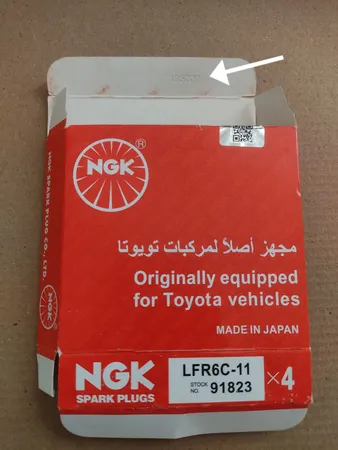 NGK
®
NGK SPARK PLUG CO., LTD.
مجهز أصلاً لمركبات تويوتا
Originally equipped
for Toyota vehicles
MADE IN JAPAN
NGK
SPARK PLUGS
LFR6C-11
STOCK NO. 91823
×4